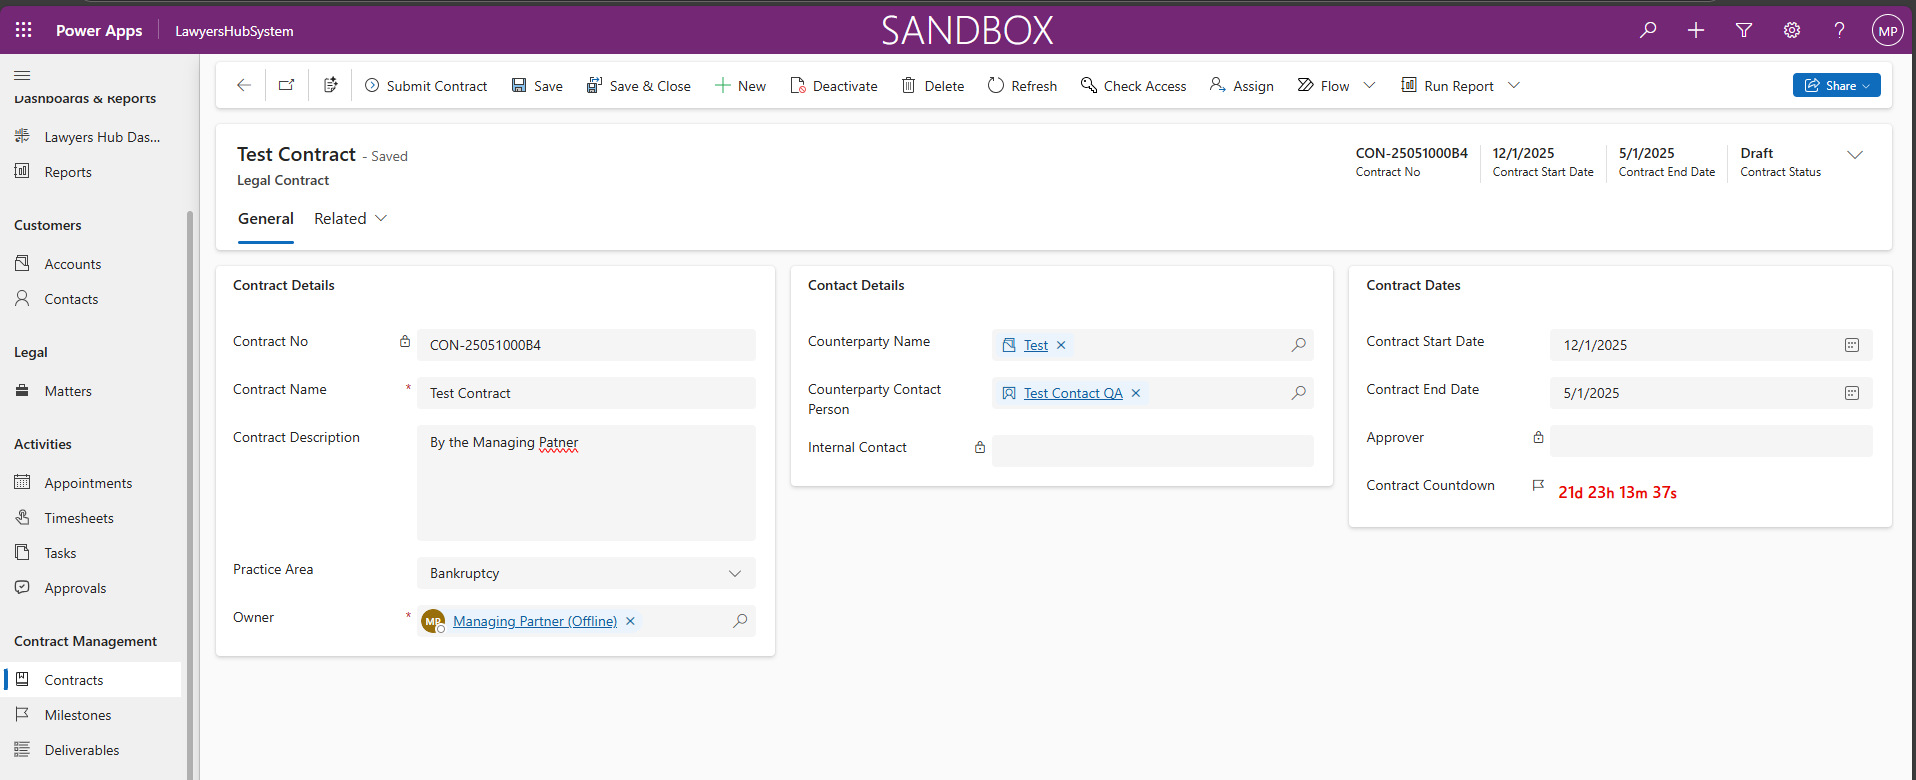 Power Apps
LawyersHubSystem
SANDBOX
MP
Dashboards & Reports
Lawyers Hub Das...
Reports
Customers
Accounts
Contacts
Legal
Matters
Activities
Appointments
Timesheets
Tasks
Approvals
Contract Management
Contracts
Milestones
Deliverables
Submit Contract
Save
Save & Close
New
Deactivate
Delete
Refresh
Check Access
Assign
Flow
Run Report
Share
Test Contract - Saved
Legal Contract
CON-25051000B4
Contract No
12/1/2025
Contract Start Date
5/1/2025
Contract End Date
Draft
Contract Status
General
Related
Contract Details
Contract No
CON-25051000B4
Contract Name *
Test Contract
Contract Description
By the Managing Patner
Practice Area
Bankruptcy
Owner *
MP
Managing Partner (Offline)
Contact Details
Counterparty Name
Test
Counterparty Contact
Person
Test Contact QA
Internal Contact
Contract Dates
Contract Start Date
12/1/2025
Contract End Date
5/1/2025
Approver
Contract Countdown
21d 23h 13m 37s